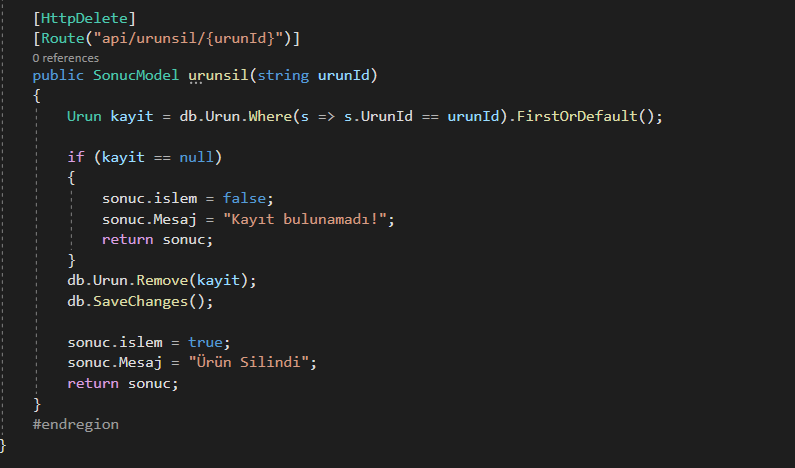 [HttpDelete]
[Route("api/urunsil/{urunId}")]
0 references
public SonucModel urunsil(string urunId)
{
Urun kayit = db.Urun.Where(s => s.UrunId == urunId).FirstOrDefault();
if (kayit == null)
{
sonuc.islem = false;
sonuc.Mesaj = "Kayıt bulunamadı!";
return sonuc;
}
db.Urun.Remove(kayit);
db.SaveChanges();
sonuc.islem = true;
sonuc.Mesaj = "Ürün Silindi";
return sonuc;
}
#endregion
}